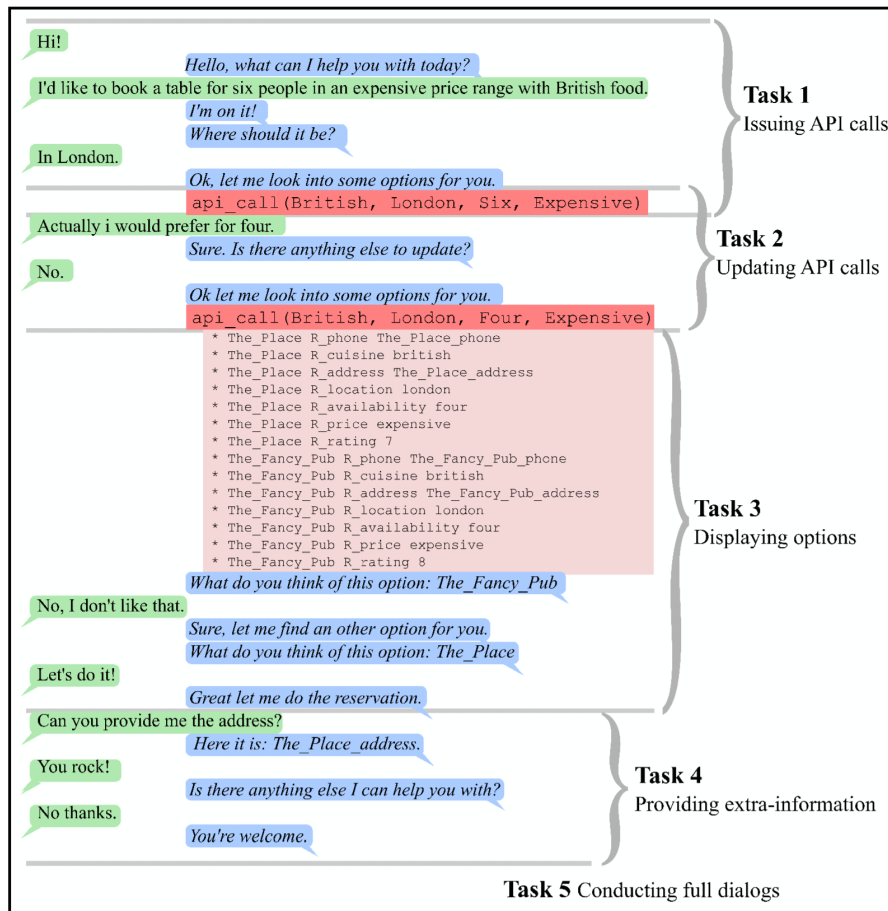 Hi!
Hello, what can I help you with today?
I'd like to book a table for six people in an expensive price range with British food.
I'm on it!
Where should it be?
In London.
Ok, let me look into some options for you.
api_call(British, London, Six, Expensive)
Task 1
Issuing API calls
Actually i would prefer for four.
Sure. Is there anything else to update?
No.
Ok let me look into some options for you.
api_call(British, London, Four, Expensive)
Task 2
Updating API calls
* The_Place R_phone The_Place_phone
* The_Place R_cuisine british
* The_Place R_address The_Place_address
* The_Place R_location london
* The_Place R_availability four
* The_Place R_price expensive
* The_Place R_rating 7
* The_Fancy_Pub R_phone The_Fancy_Pub_phone
* The_Fancy_Pub R_cuisine british
* The_Fancy_Pub R_address The_Fancy_Pub_address
* The_Fancy_Pub R_location london
* The_Fancy_Pub R_availability four
* The_Fancy_Pub R_price expensive
* The_Fancy_Pub R_rating 8
What do you think of this option: The_Fancy_Pub
No, I don't like that.
Sure, let me find an other option for you.
What do you think of this option: The_Place
Let's do it!
Great let me do the reservation.
Task 3
Displaying options
Can you provide me the address?
Here it is: The_Place_address.
You rock!
Is there anything else I can help you with?
No thanks.
You're welcome.
Task 4
Providing extra-information
Task 5 Conducting full dialogs